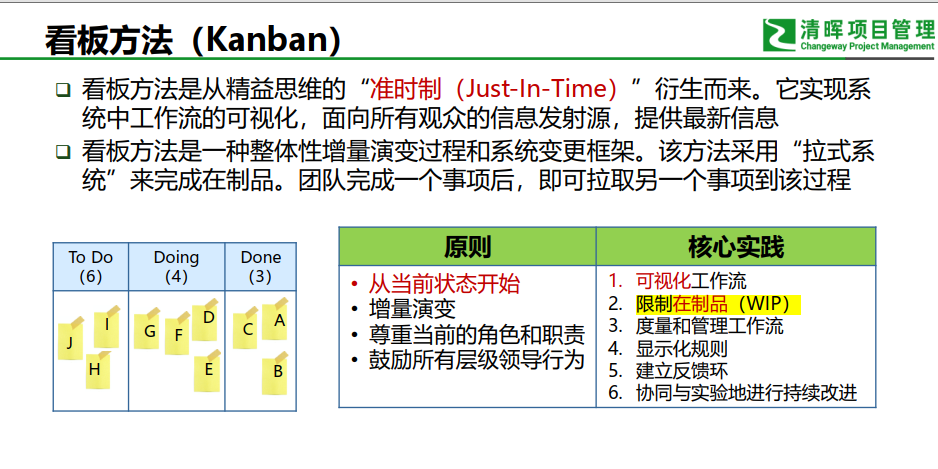 看板方法（Kanban）
清晖项目管理
Changeway Project Management
❑ 看板方法是从精益思维的“准时制（Just-In-Time）”衍生而来。它实现系
统中工作流的可视化，面向所有观众的信息发射源，提供最新信息
❑ 看板方法是一种整体性增量演变过程和系统变更框架。该方法采用“拉式系
统”来完成在制品。团队完成一个事项后，即可拉取另一个事项到该过程
To Do
（6）
Doing
（4）
Done
（3）
J
I
H
G
F
D
E
C
A
B
原则
• 从当前状态开始
• 增量演变
• 尊重当前的角色和职责
• 鼓励所有层级领导行为
核心实践
1. 可视化工作流
2. 限制在制品（WIP）
3. 度量和管理工作流
4. 显示化规则
5. 建立反馈环
6. 协同与实验地进行持续改进